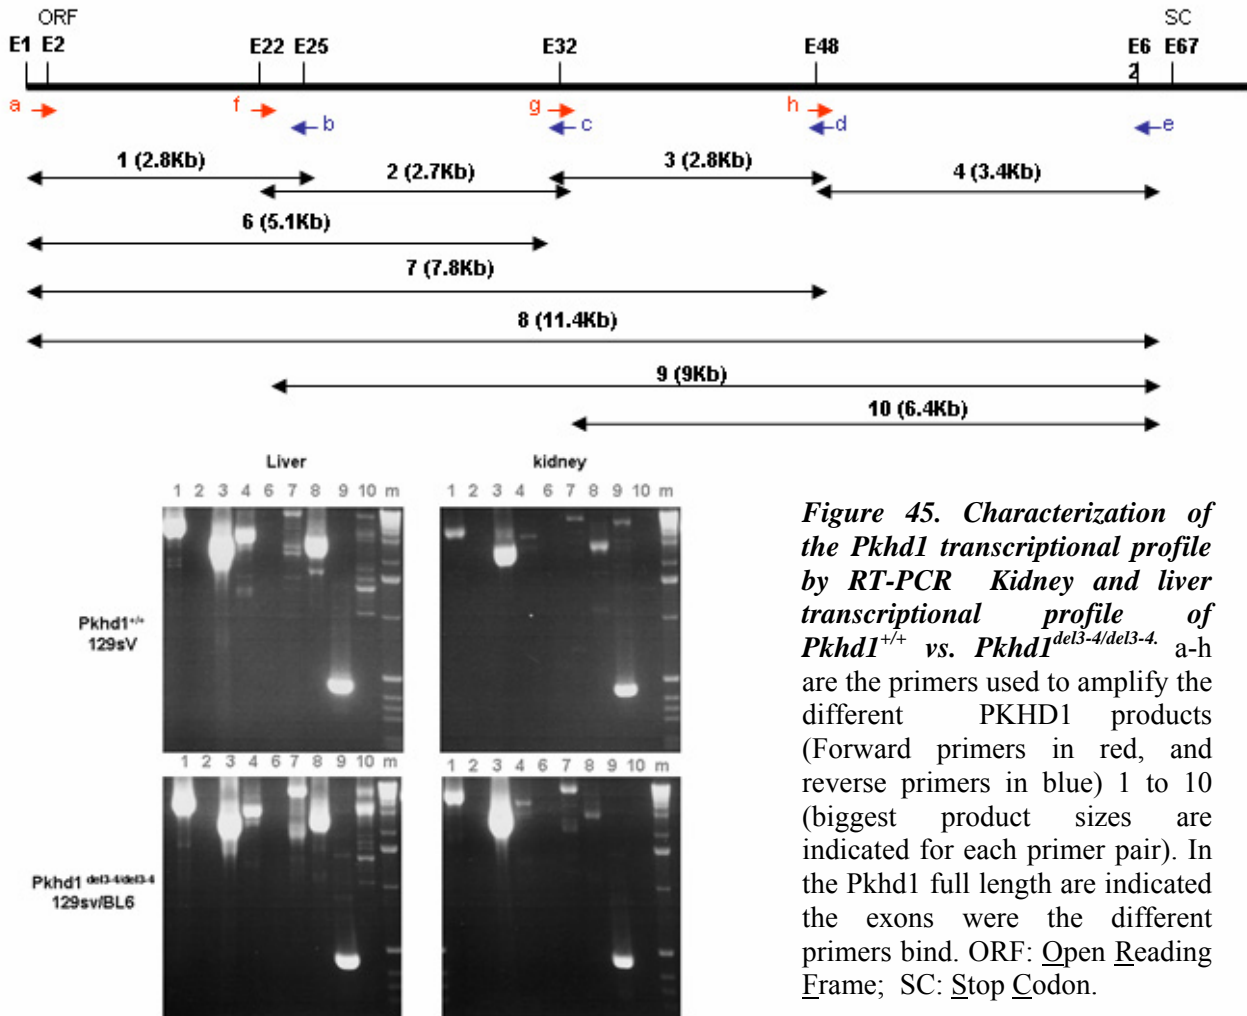 ORF
SC
E1 E2 E22 E25 E32 E48 E6 E67
2
a f b g c h d e
1 (2.8Kb)
2 (2.7Kb)
3 (2.8Kb)
4 (3.4Kb)
6 (5.1Kb)
7 (7.8Kb)
8 (11.4Kb)
9 (9Kb)
10 (6.4Kb)
Liver
kidney
1 2 3 4 6 7 8 9 10 m
1 2 3 4 6 7 8 9 10 m
Pkhd1+/+
129sV
1 2 3 4 6 7 8 9 10 m
1 2 3 4 6 7 8 9 10 m
Pkhd1 del3-4/del3-4
129sv/BL6
Figure 45. Characterization of
the Pkhd1 transcriptional profile
by RT-PCR Kidney and liver
transcriptional profile of
Pkhd1+/+ vs. Pkhd1del3-4/del3-4. a-h
are the primers used to amplify the
different PKHD1 products
(Forward primers in red, and
reverse primers in blue) 1 to 10
(biggest product sizes are
indicated for each primer pair). In
the Pkhd1 full length are indicated
the exons were the different
primers bind. ORF: Open Reading
Frame; SC: Stop Codon.